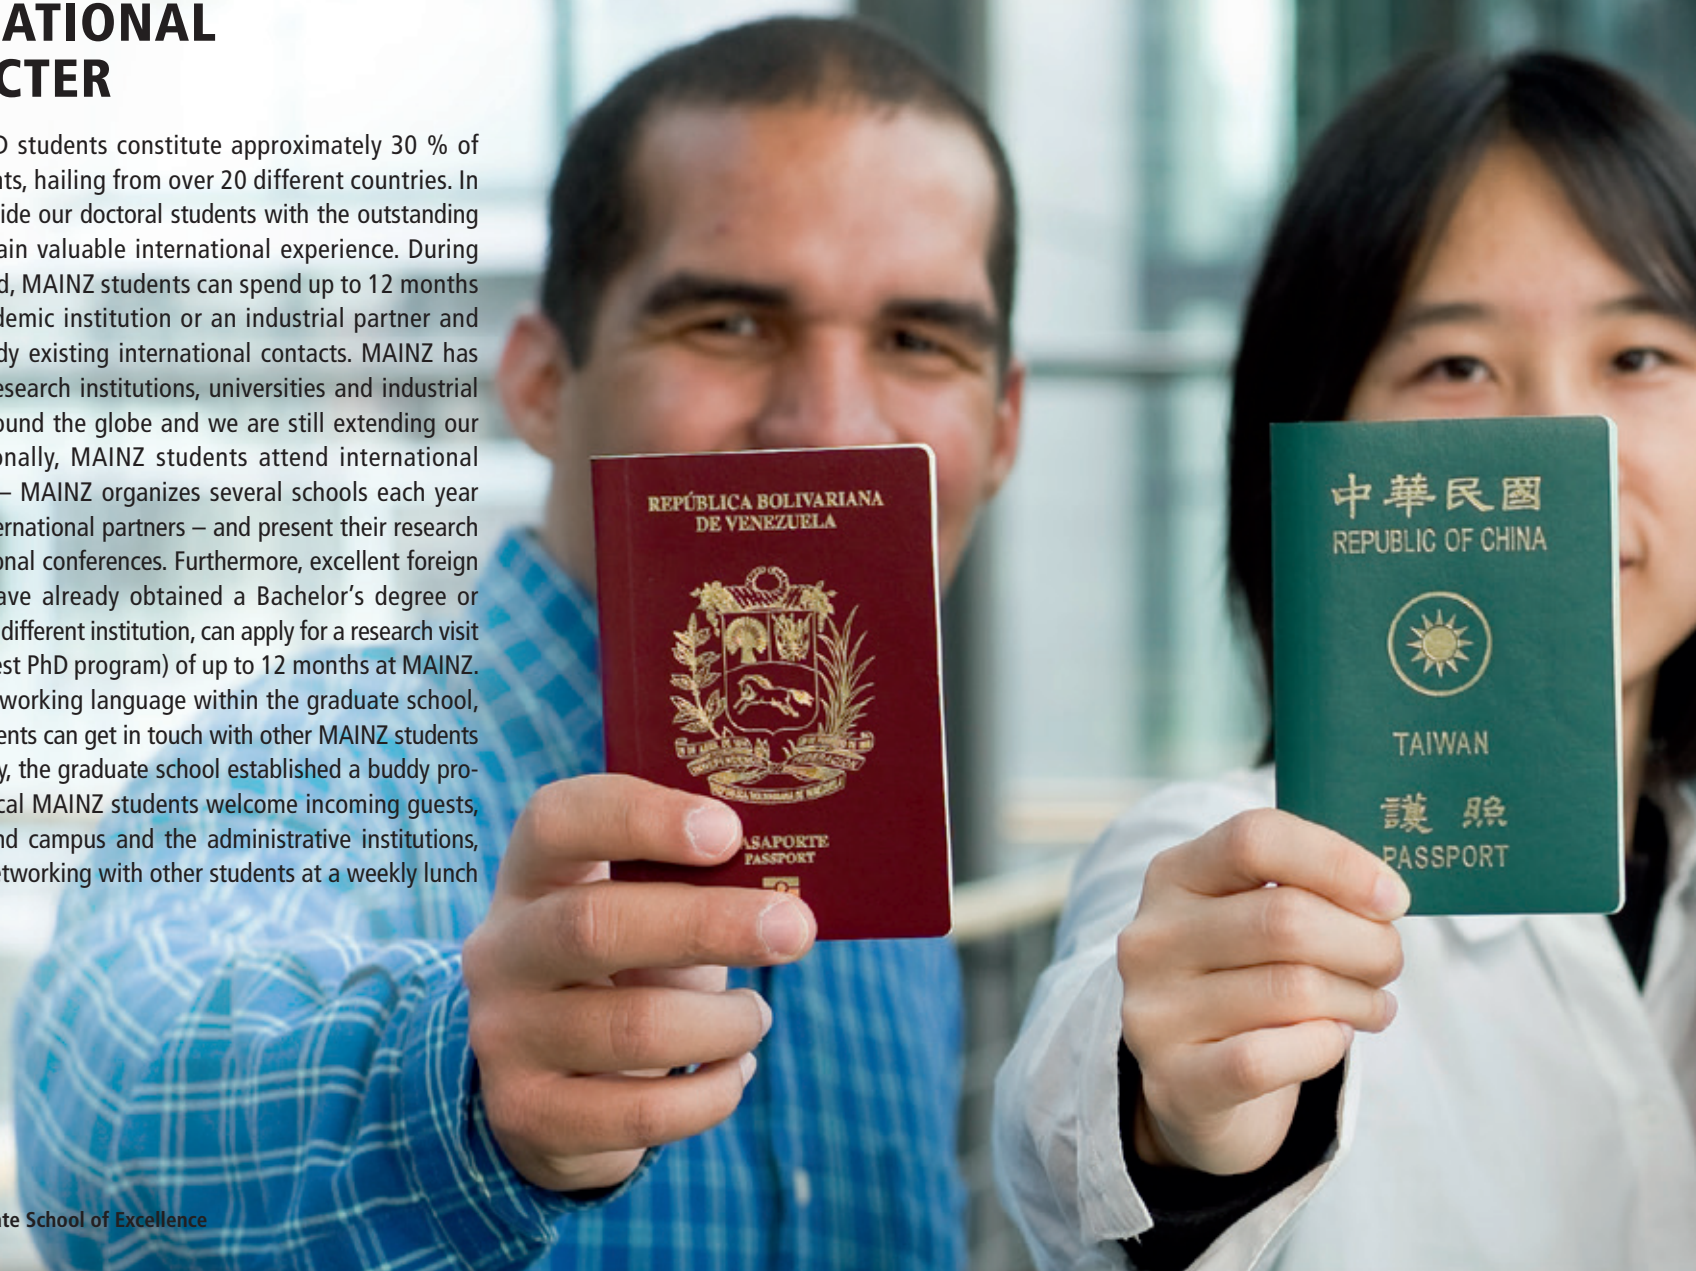 ATIONAL
CTER
D students constitute approximately 30 % of
nts, hailing from over 20 different countries. In
ide our doctoral students with the outstanding
ain valuable international experience. During
d, MAINZ students can spend up to 12 months
demic institution or an industrial partner and
dy existing international contacts. MAINZ has
esearch institutions, universities and industrial
ound the globe and we are still extending our
onally, MAINZ students attend international
– MAINZ organizes several schools each year
ernational partners – and present their research
onal conferences. Furthermore, excellent foreign
ave already obtained a Bachelor’s degree or
different institution, can apply for a research visit
est PhD program) of up to 12 months at MAINZ.
working language within the graduate school,
ents can get in touch with other MAINZ students
y, the graduate school established a buddy pro-
cal MAINZ students welcome incoming guests,
nd campus and the administrative institutions,
etworking with other students at a weekly lunch
te School of Excellence
REPÚBLICA BOLIVARIANA
DE VENEZUELA
ASAPORTE
PASSPORT
中華民國
REPUBLIC OF CHINA
TAIWAN
護照
PASSPORT